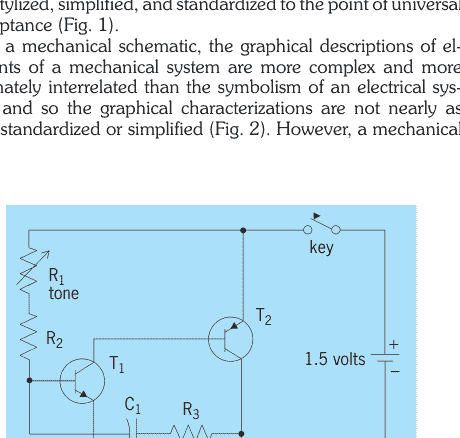 tylized, simplified, and standardized to the point of universal
ptance (Fig. 1).
a mechanical schematic, the graphical descriptions of el-
nts of a mechanical system are more complex and more
nately interrelated than the symbolism of an electrical sys-
and so the graphical characterizations are not nearly as
standardized or simplified (Fig. 2). However, a mechanical
key
R1
tone
T2
R2
1.5 volts
+
−
T1
C1
R3